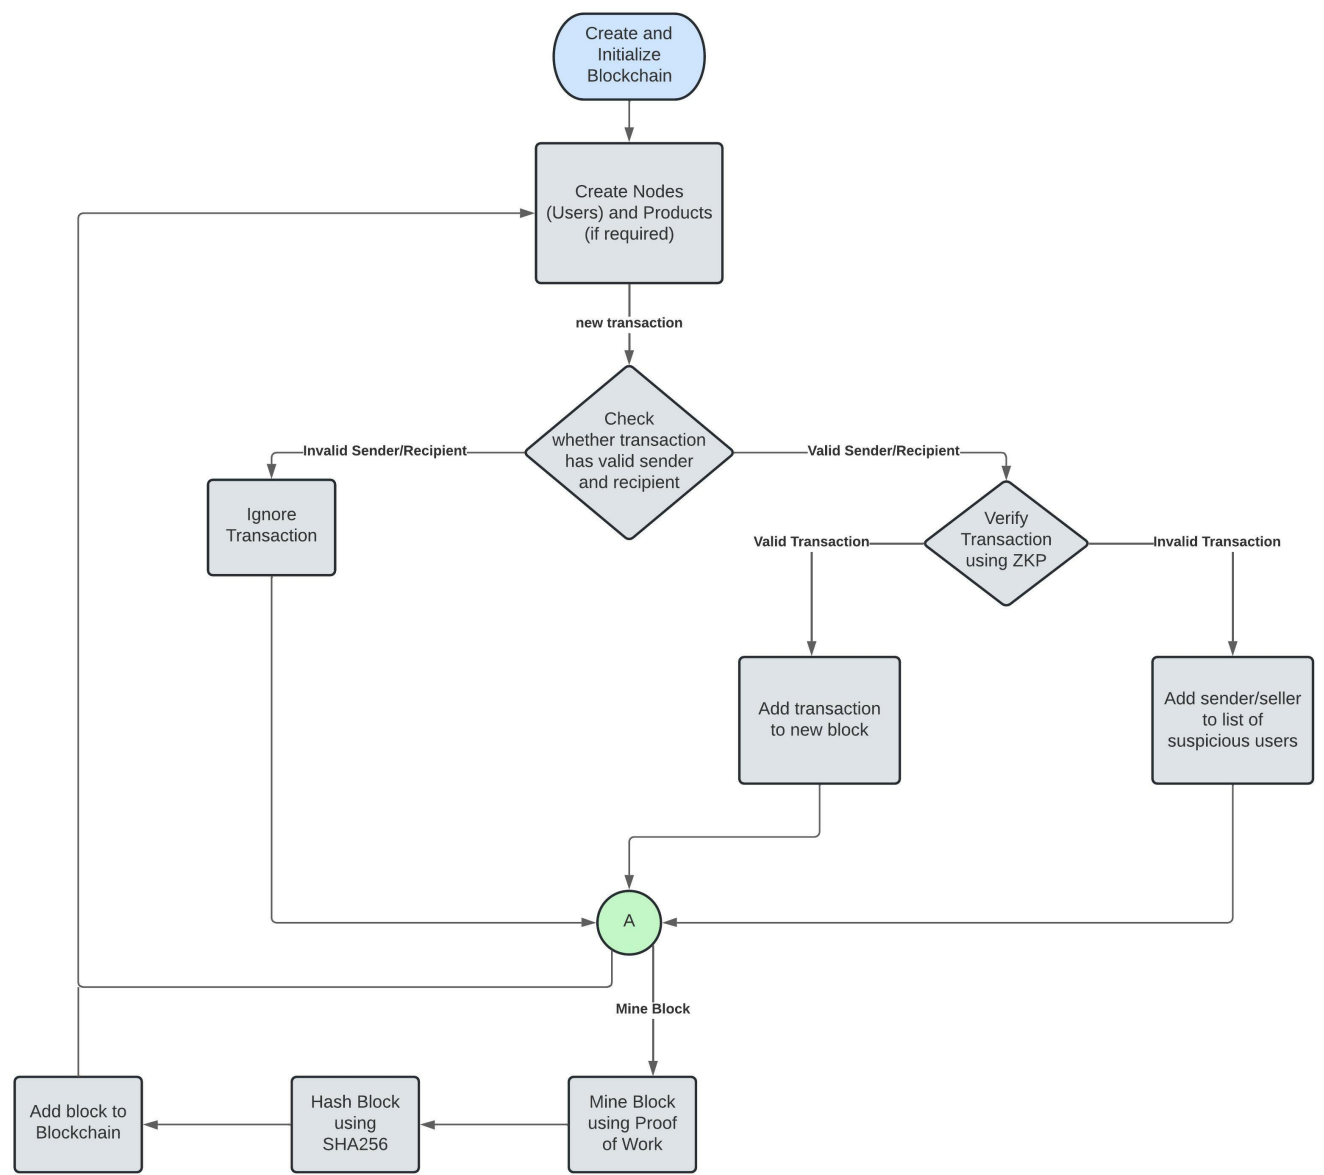 Create and
Initialize
Blockchain
Create Nodes
(Users) and Products
(if required)
new transaction
Check
whether transaction
has valid sender
and recipient
Invalid Sender/Recipient
Valid Sender/Recipient
Ignore
Transaction
Verify
Transaction
using ZKP
Valid Transaction
Invalid Transaction
Add transaction
to new block
Add sender/seller
to list of
suspicious users
A
Mine Block
Add block to
Blockchain
Hash Block
using
SHA256
Mine Block
using Proof
of Work